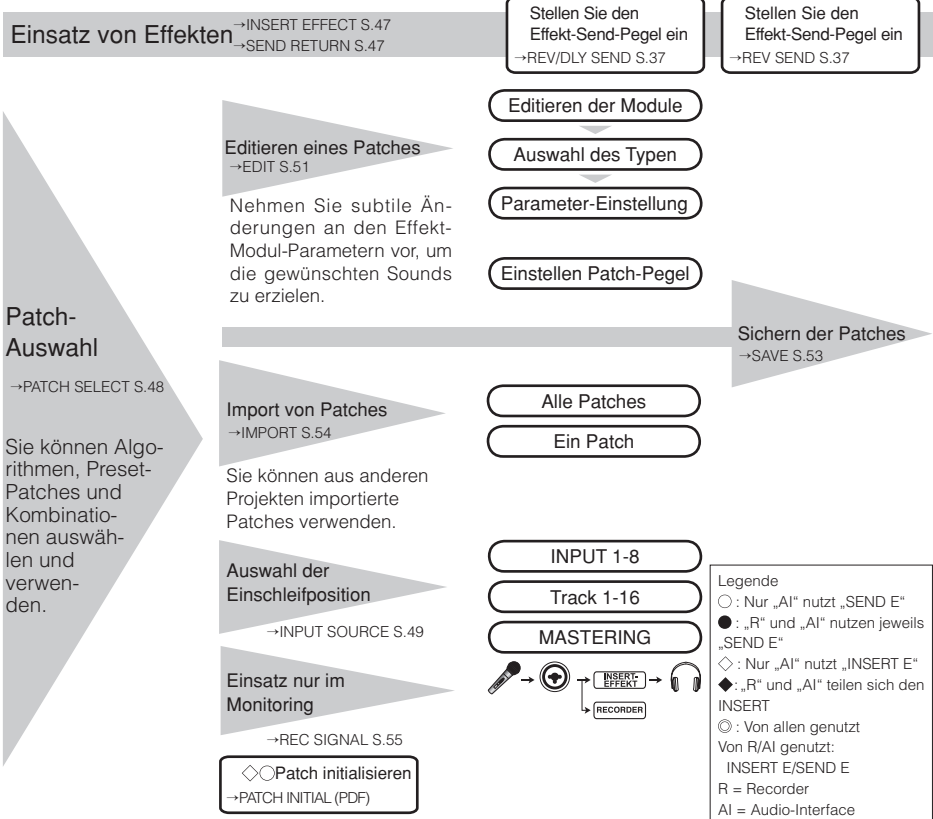 Einsatz von Effekten
→INSERT EFFECT S.47
→SEND RETURN S.47
Stellen Sie den
Effekt-Send-Pegel ein
→REV/DLY SEND S.37
Stellen Sie den
Effekt-Send-Pegel ein
→REV SEND S.37
Patch-
Auswahl
→PATCH SELECT S.48
Sie können Algo-
rithmen, Preset-
Patches und
Kombinatio-
nen auswäh-
len und
verwen-
den.
Editieren eines Patches
→EDIT S.51
Nehmen Sie subtile Än-
derungen an den Effekt-
Modul-Parametern vor, um
die gewünschten Sounds
zu erzielen.
Editieren der Module
Auswahl des Typen
Parameter-Einstellung
Einstellen Patch-Pegel
Sichern der Patches
→SAVE S.53
Import von Patches
→IMPORT S.54
Sie können aus anderen
Projekten importierte
Patches verwenden.
Alle Patches
Ein Patch
Auswahl der
Einschleifposition
→INPUT SOURCE S.49
INPUT 1-8
Track 1-16
MASTERING
Einsatz nur im
Monitoring
→REC SIGNAL S.55
→ → INSERT-
EFFEKT →
RECORDER
◇○Patch initialisieren
→PATCH INITIAL (PDF)
Legende
○ : Nur „AI“ nutzt „SEND E“
● : „R“ und „AI“ nutzen jeweils
„SEND E“
◇ : Nur „AI“ nutzt „INSERT E“
◆: „R“ und „AI“ teilen sich den
INSERT
◎ : Von allen genutzt
Von R/AI genutzt:
INSERT E/SEND E
R = Recorder
AI = Audio-Interface